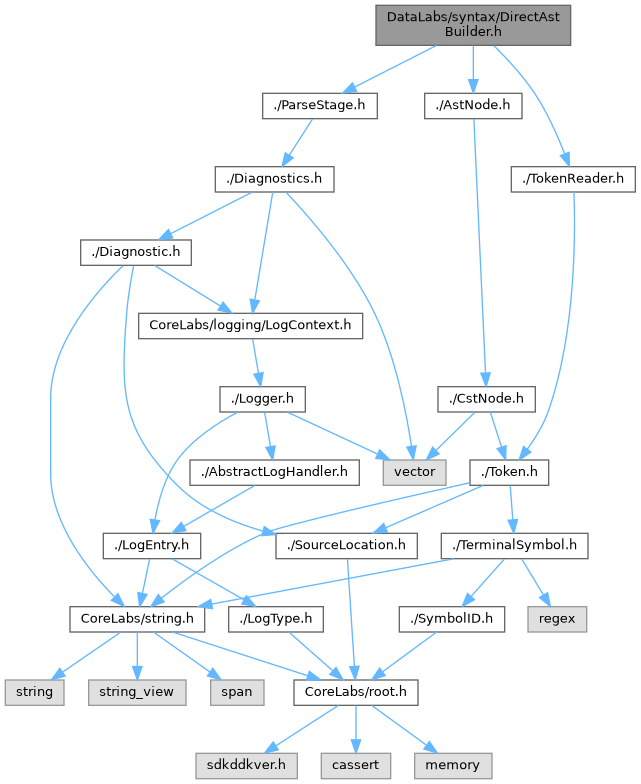 DataLabs/syntax/DirectAst
Builder.h
./ParseStage.h
./AstNode.h
./Diagnostics.h
./TokenReader.h
./Diagnostic.h
CoreLabs/logging/LogContext.h
./Logger.h
./CstNode.h
./AbstractLogHandler.h
vector
./Token.h
./LogEntry.h
./SourceLocation.h
./TerminalSymbol.h
CoreLabs/string.h
./LogType.h
./SymbolID.h
regex
string
string_view
span
CoreLabs/root.h
sdkddkver.h
cassert
memory